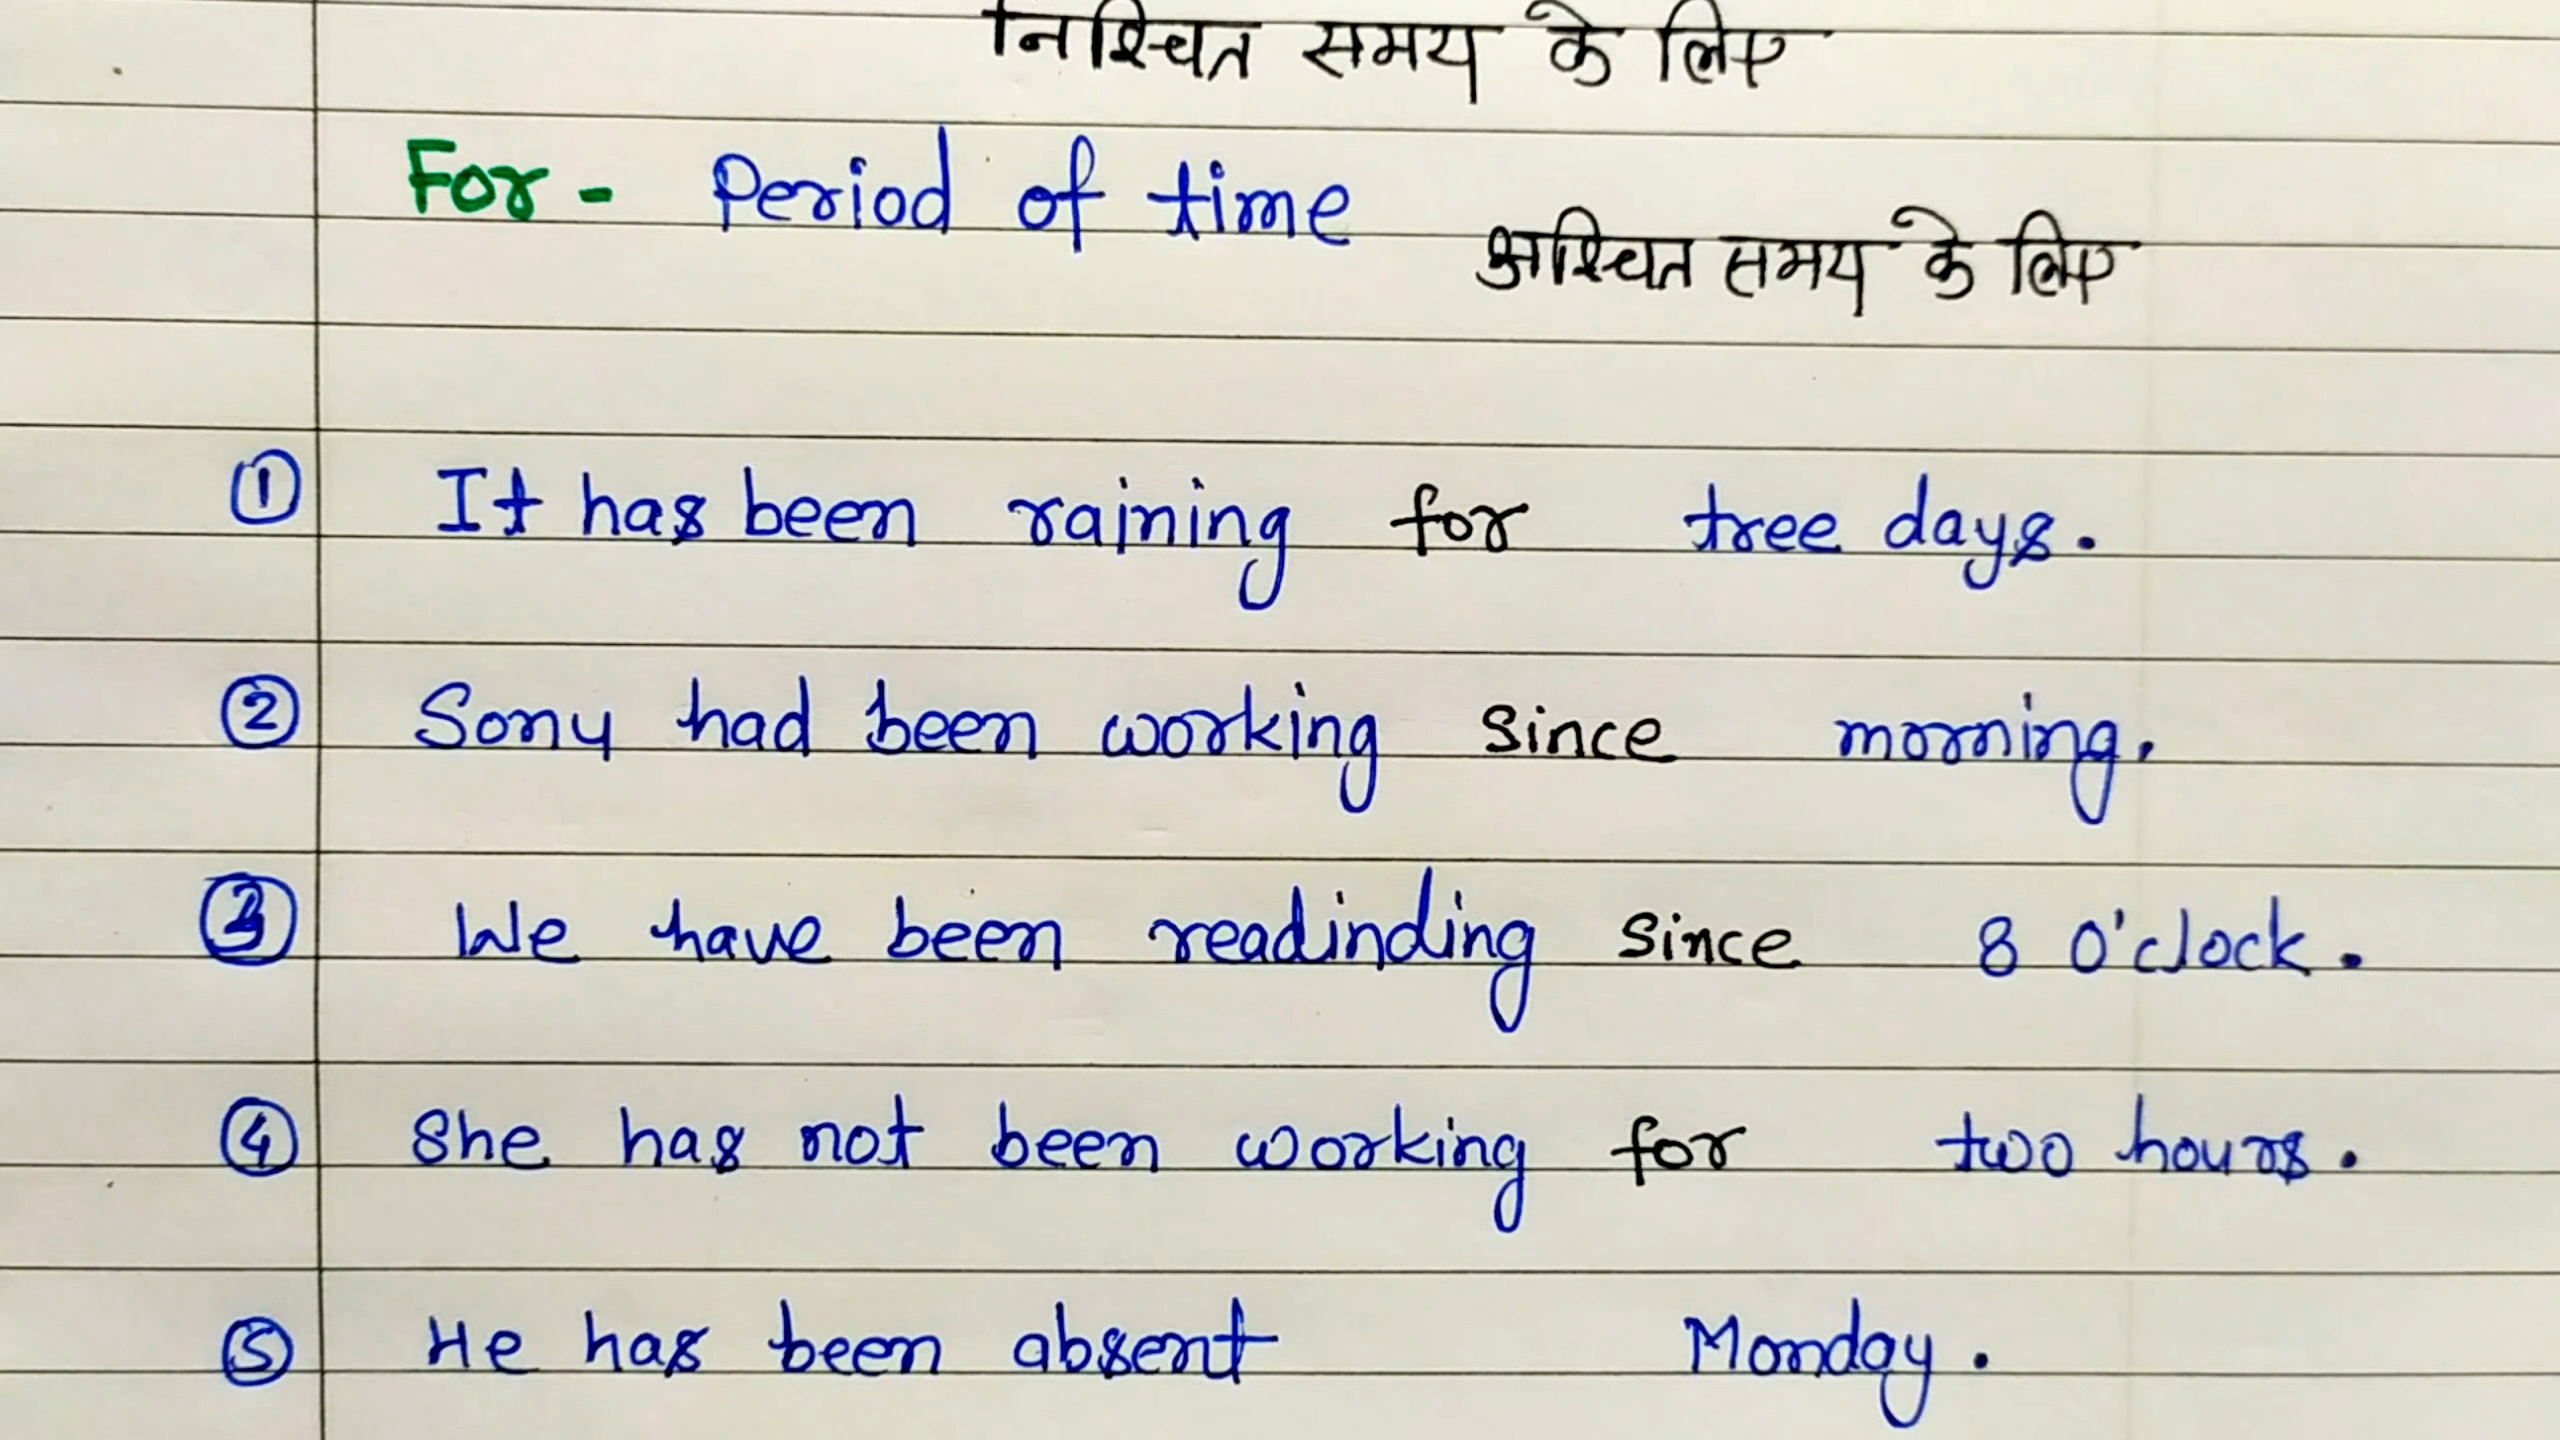 निश्चित समय के लिए
For - Period of time
अश्चित समय के लिए
① It has been raining for tree days.
② Sony had been working since morning.
③ We have been readinding since 8 O'clock.
④ She has not been working for two hours.
⑤ He has been absent Monday.